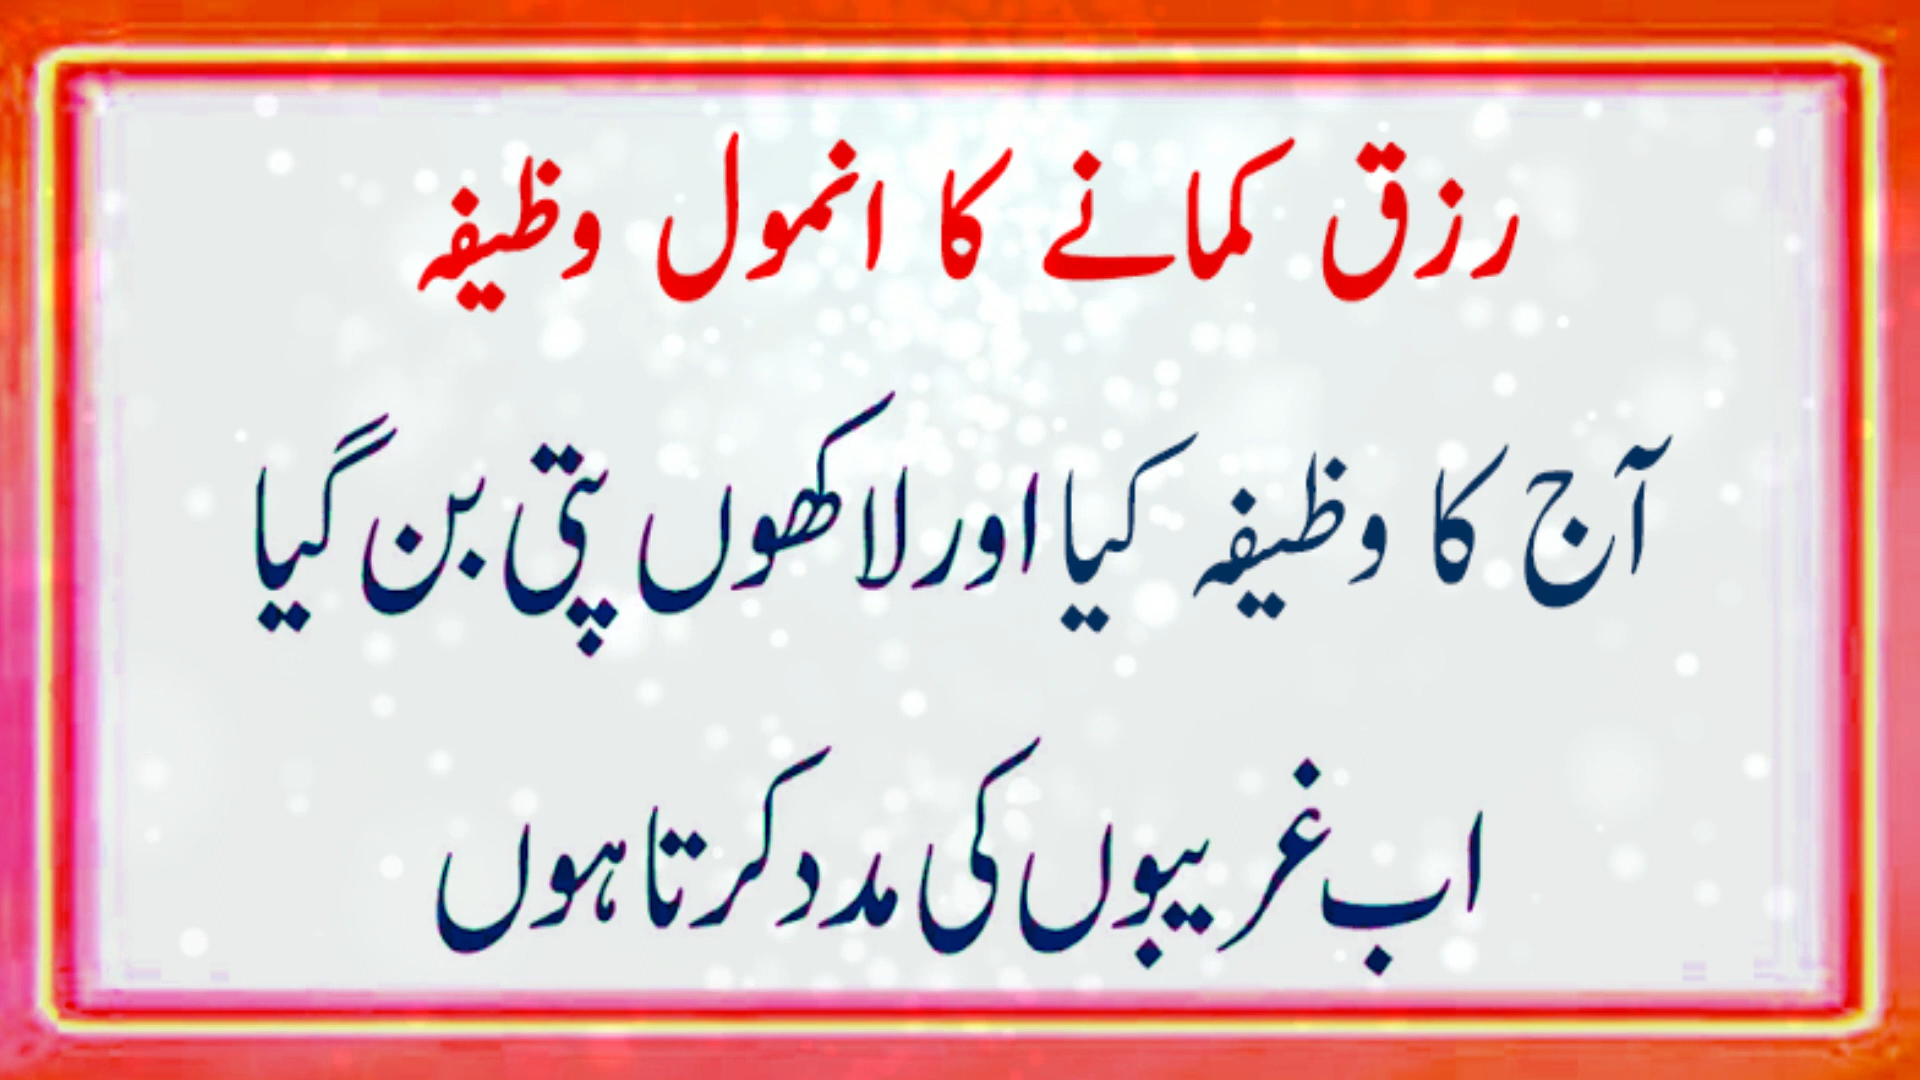 رزق کمانے کا انمول وظیفہ
آج کا وظیفہ کیا اور لاکھوں پتی بن گیا
اب غریبوں کی مدد کرتا ہوں